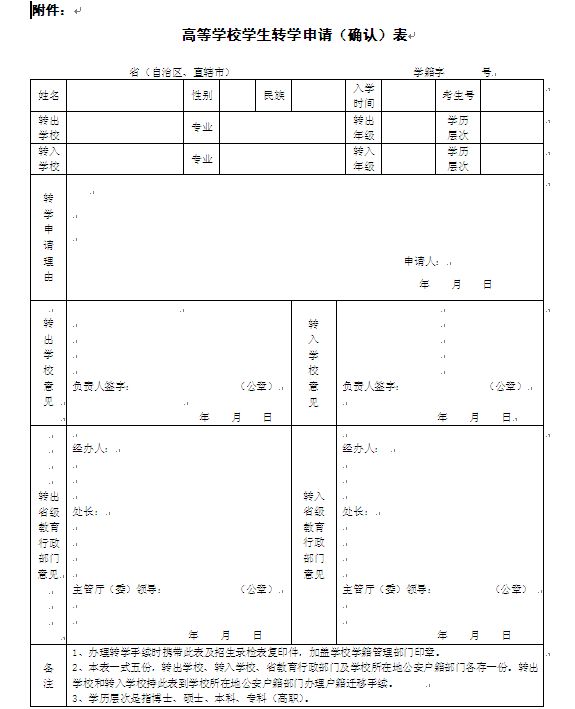 附件：
高等学校学生转学申请（确认）表
省（自治区、直辖市） 学籍字 号
姓名 性别 民族 入学时间 考生号
转出学校 专业 转出年级 学历层次
转入学校 专业 转入年级 学历层次
转学申请理由
申请人：
年 月 日
转出学校意见
负责人签字： （公章）
年 月 日
转入学校意见
负责人签字： （公章）
年 月 日
转出省级教育行政部门意见
经办人：
处长：
主管厅（委）领导： （公章）
年 月 日
转入省级教育行政部门意见
经办人：
处长：
主管厅（委）领导： （公章）
年 月 日
备注
1、办理转学手续时携带此表及招生录检表复印件，加盖学校学籍管理部门印章。
2、本表一式五份，转出学校、转入学校、省教育行政部门及学校所在地公安户籍部门各存一份。转出
学校和转入学校持此表到学校所在地公安户籍部门办理户籍迁移手续。
3、学历层次是指博士、硕士、本科、专科（高职）。